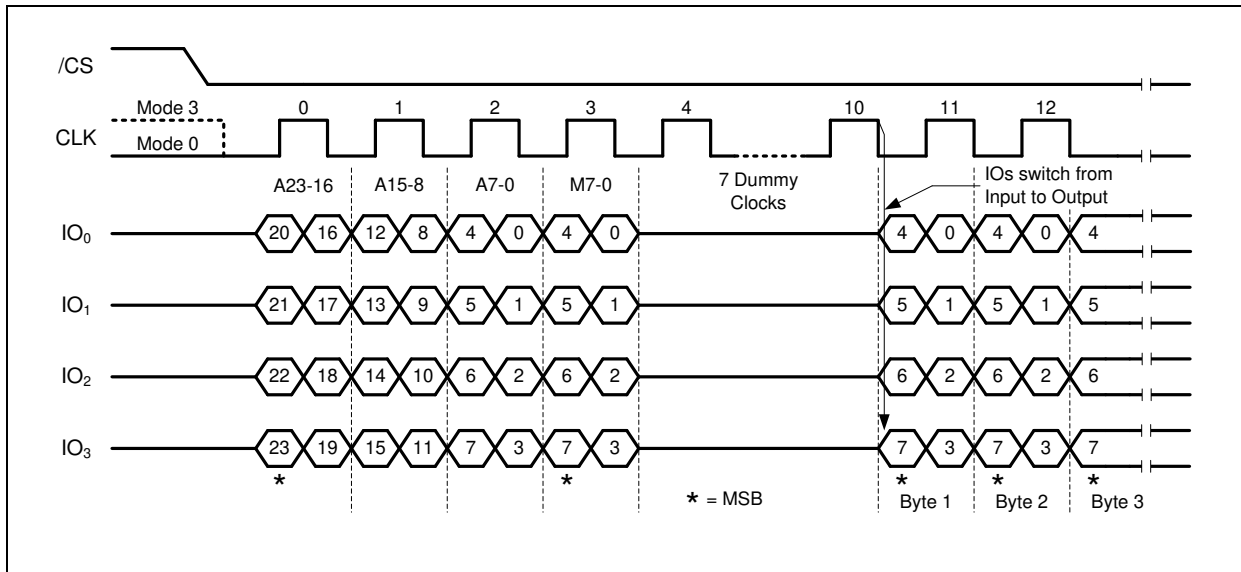 /CS
Mode 3 0 1 2 3 4 10 11 12
CLK
Mode 0
A23-16 A15-8 A7-0 M7-0 7 Dummy
Clocks
IOs switch from
Input to Output
IO0 20 16 12 8 4 0 4 0 4 0 4 0 4
IO1 21 17 13 9 5 1 5 1 5 1 5 1 5
IO2 22 18 14 10 6 2 6 2 6 2 6 2 6
IO3 23 19 15 11 7 3 7 3 7 3 7 3 7
* * * * *
* = MSB
Byte 1 Byte 2 Byte 3